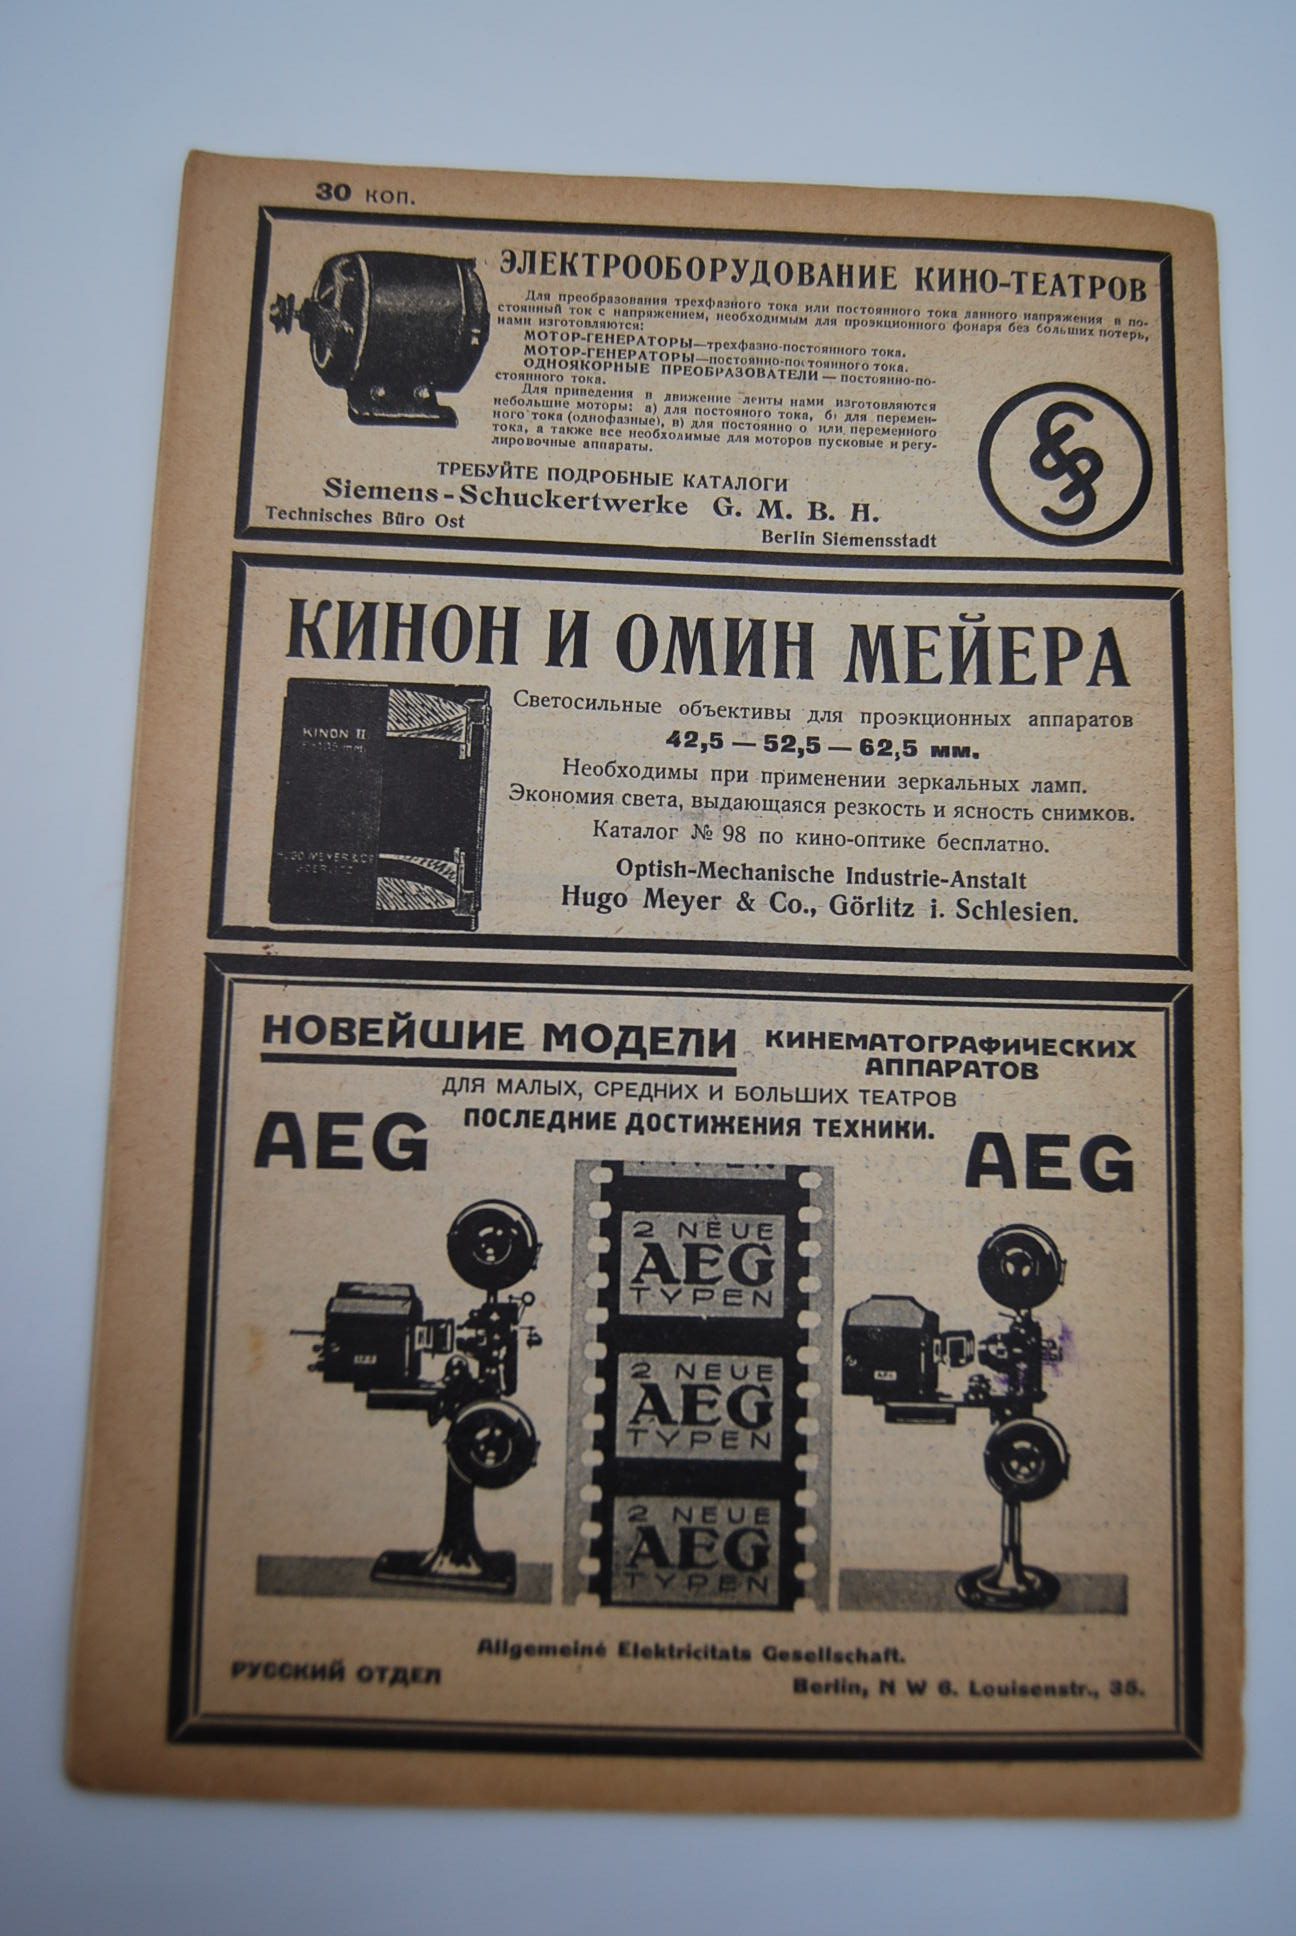 30 коп.
ЭЛЕКТРООБОРУДОВАНИЕ КИНО-ТЕАТРОВ
Для преобразования трехфазного тока или постоянного тока данного напряжения в по-
стоянный ток с напряжением, необходимым для проэкционного фонаря без больших потерь,
нами изготовляются:
МОТОР-ГЕНЕРАТОРЫ—трехфазно-постоянного тока.
МОТОР-ГЕНЕРАТОРЫ—постоянно-постоянного тока.
ОДНОЯКОРНЫЕ ПРЕОБРАЗОВАТЕЛИ — постоянно-по-
стоянного тока.
Для приведения в движение ленты нами изготовляются
небольшие моторы: а) для постояного тока, б) для перемен-
ного тока (однофазные), в) для постоянно о или переменного
тока, а также все необходимые для моторов пусковые и регу-
лировочные аппараты.
ТРЕБУЙТЕ ПОДРОБНЫЕ КАТАЛОГИ
Siemens-Schuckertwerke G. M. B. H.
Technisches Büro Ost
Berlin Siemensstadt
КИНОН И ОМИН МЕЙЕРА
KINON II
HUGO MEYER & Co
GOERLITZ
Светосильные объективы для проэкционных аппаратов
42,5 — 52,5 — 62,5 мм.
Необходимы при применении зеркальных ламп.
Экономия света, выдающаяся резкость и ясность снимков.
Каталог № 98 по кино-оптике бесплатно.
Optish-Mechanische Industrie-Anstalt
Hugo Meyer & Co., Görlitz i. Schlesien.
НОВЕЙШИЕ МОДЕЛИ КИНЕМАТОГРАФИЧЕСКИХ
АППАРАТОВ
ДЛЯ МАЛЫХ, СРЕДНИХ И БОЛЬШИХ ТЕАТРОВ
ПОСЛЕДНИЕ ДОСТИЖЕНИЯ ТЕХНИКИ.
AEG AEG
TYPEN
2 NEUE
AEG
TYPEN
2 NEUE
AEG
TYPEN
2 NEUE
AEG
TYPEN
Allgemeine Elektricitats Gesellschaft.
РУССКИЙ ОТДЕЛ
Berlin, N W 6. Louisenstr., 35.